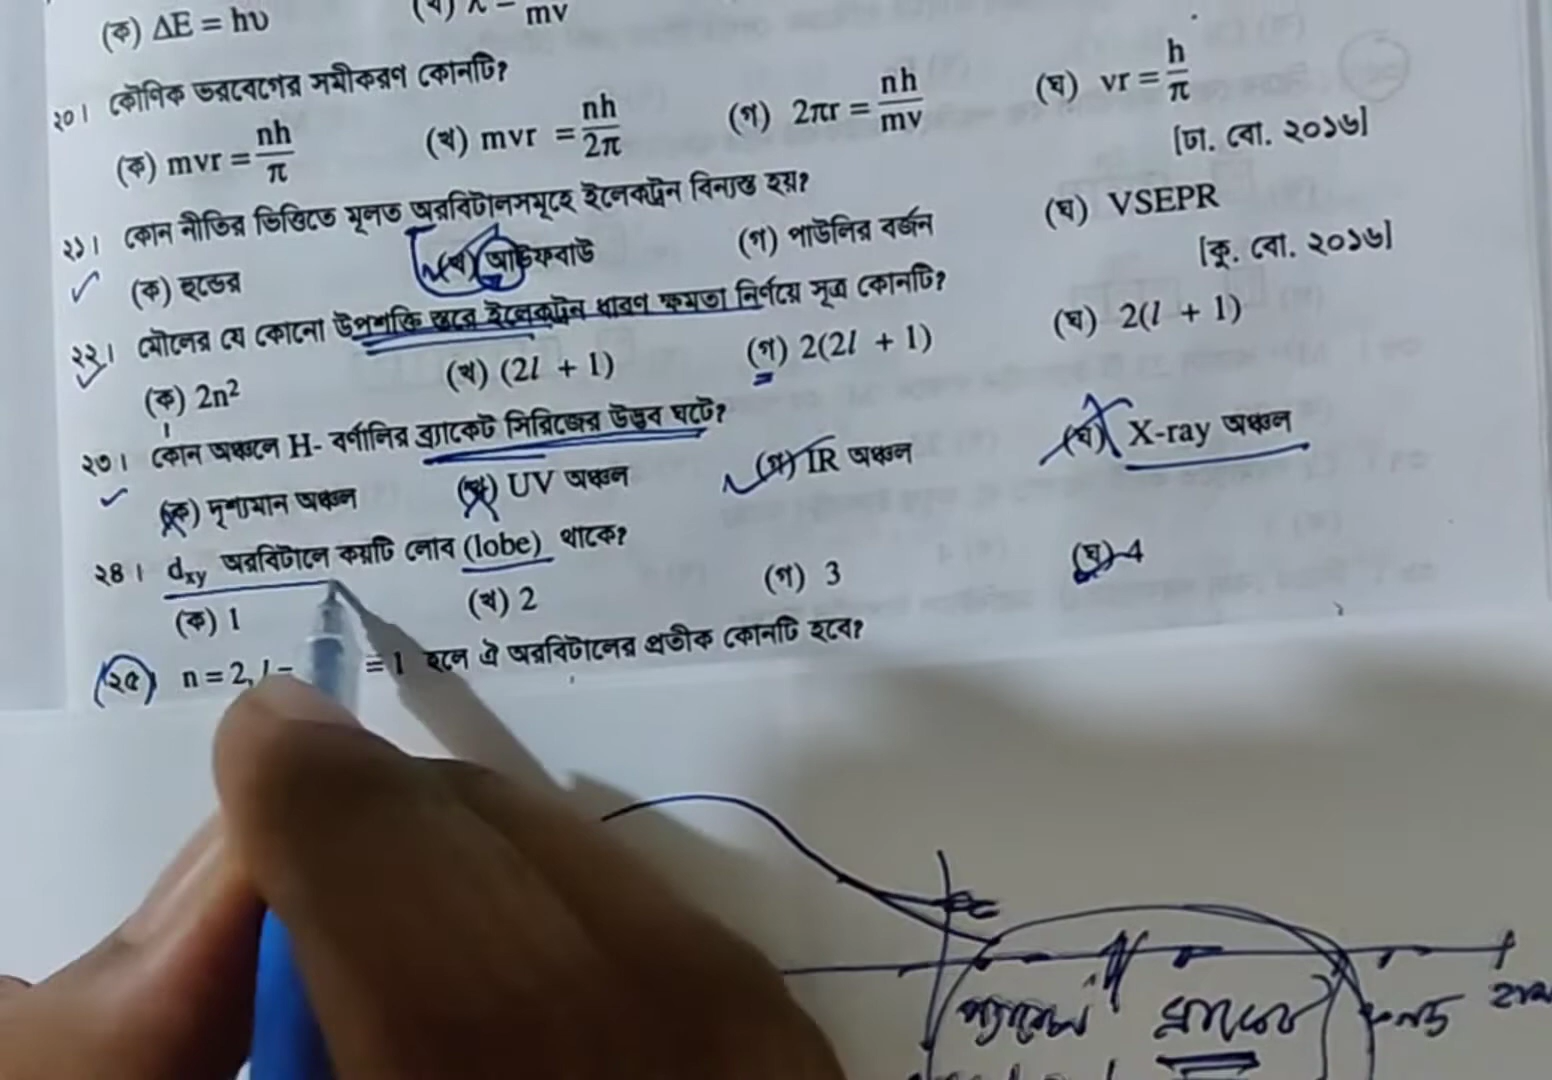 (ক) ΔE = hυ
mv
২০। কৌণিক ভরবেগের সমীকরণ কোনটি?
(ক) mvr = nh/π (খ) mvr = nh/2π (গ) 2πr = nh/mv (ঘ) vr = h/π
[ঢা. বো. ২০১৬]
২১। কোন নীতির ভিত্তিতে মূলত অরবিটালসমূহে ইলেকট্রন বিন্যস্ত হয়?
(ক) হুন্ডের (খ) আউফবাউ (গ) পাউলির বর্জন (ঘ) VSEPR
[কু. বো. ২০১৬]
২২। মৌলের যে কোনো উপশক্তি স্তরে ইলেকট্রন ধারণ ক্ষমতা নির্ণয়ে সূত্র কোনটি?
(ক) 2n² (খ) (2l + 1) (গ) 2(2l + 1) (ঘ) 2(l + 1)
২৩। কোন অঞ্চলে H- বর্ণালির ব্র্যাকেট সিরিজের উদ্ভব ঘটে?
(ক) দৃশ্যমান অঞ্চল (খ) UV অঞ্চল (গ) IR অঞ্চল (ঘ) X-ray অঞ্চল
২৪। dxy অরবিটালে কয়টি লোব (lobe) থাকে?
(ক) 1 (খ) 2 (গ) 3 (ঘ) 4
২৫ n = 2, l = = 1 হলে ঐ অরবিটালের প্রতীক কোনটি হবে?